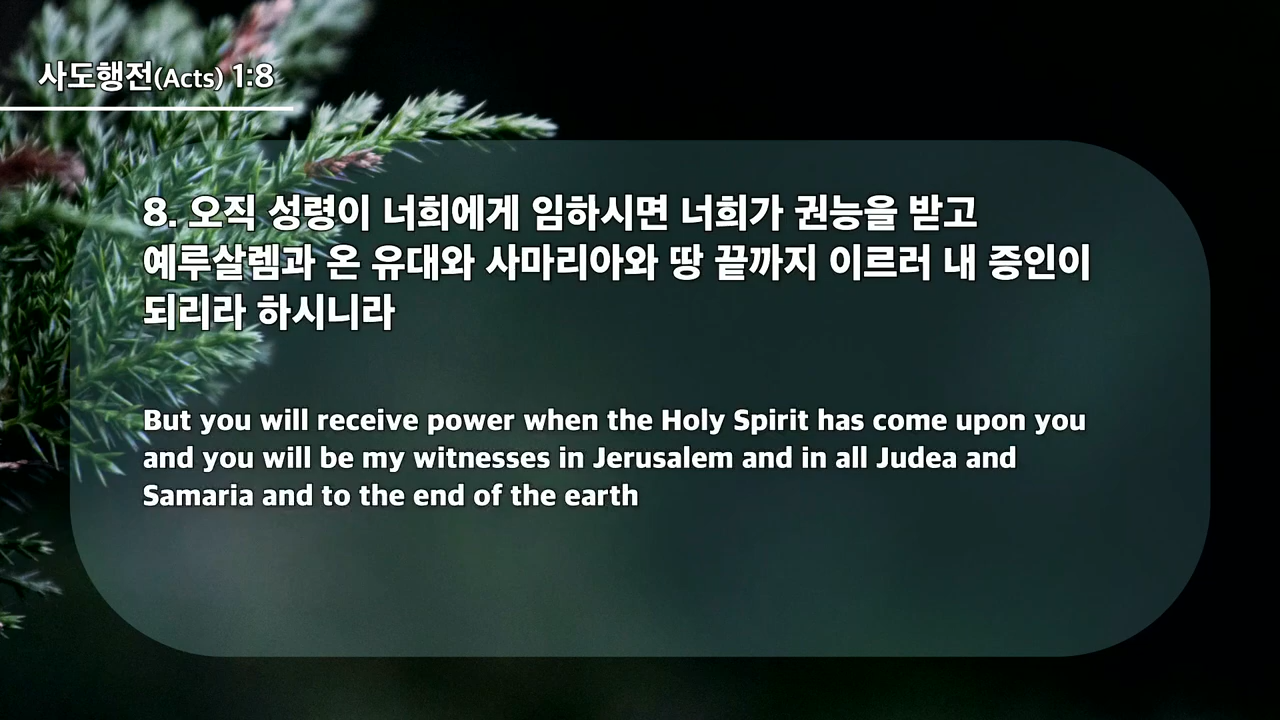 사도행전(Acts) 1:8
8. 오직 성령이 너희에게 임하시면 너희가 권능을 받고
예루살렘과 온 유대와 사마리아와 땅 끝까지 이르러 내 증인이
되리라 하시니라
But you will receive power when the Holy Spirit has come upon you
and you will be my witnesses in Jerusalem and in all Judea and
Samaria and to the end of the earth